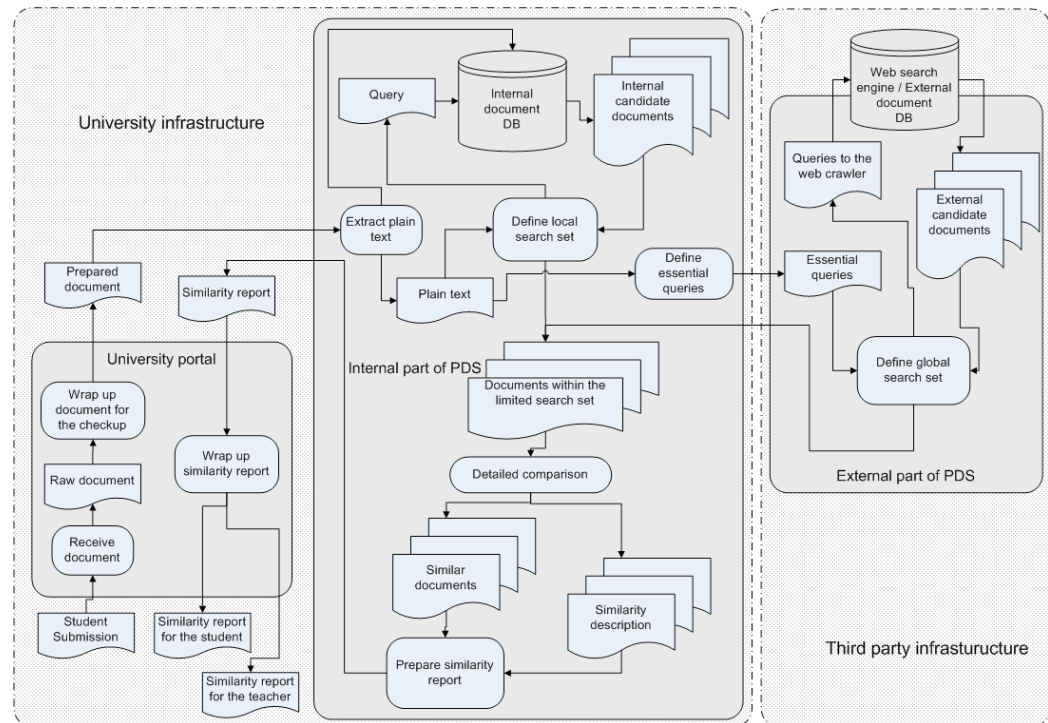 University infrastructure
Query
Internal
document
DB
Internal
candidate
documents
Web search
engine / External
document
DB
Queries to the
web crawler
External
candidate
documents
Extract plain
text
Define local
search set
Define
essential
queries
Essential
queries
Prepared
document
Similarity report
Plain text
Define global
search set
University portal
Internal part of PDS
Documents within the
limited search set
Wrap up
document for
the checkup
Wrap up
similarity report
Raw document
Detailed comparison
External part of PDS
Receive
document
Similar
documents
Similarity
description
Student
Submission
Similarity report
for the student
Similarity report
for the teacher
Prepare similarity
report
Third party infrasturucture